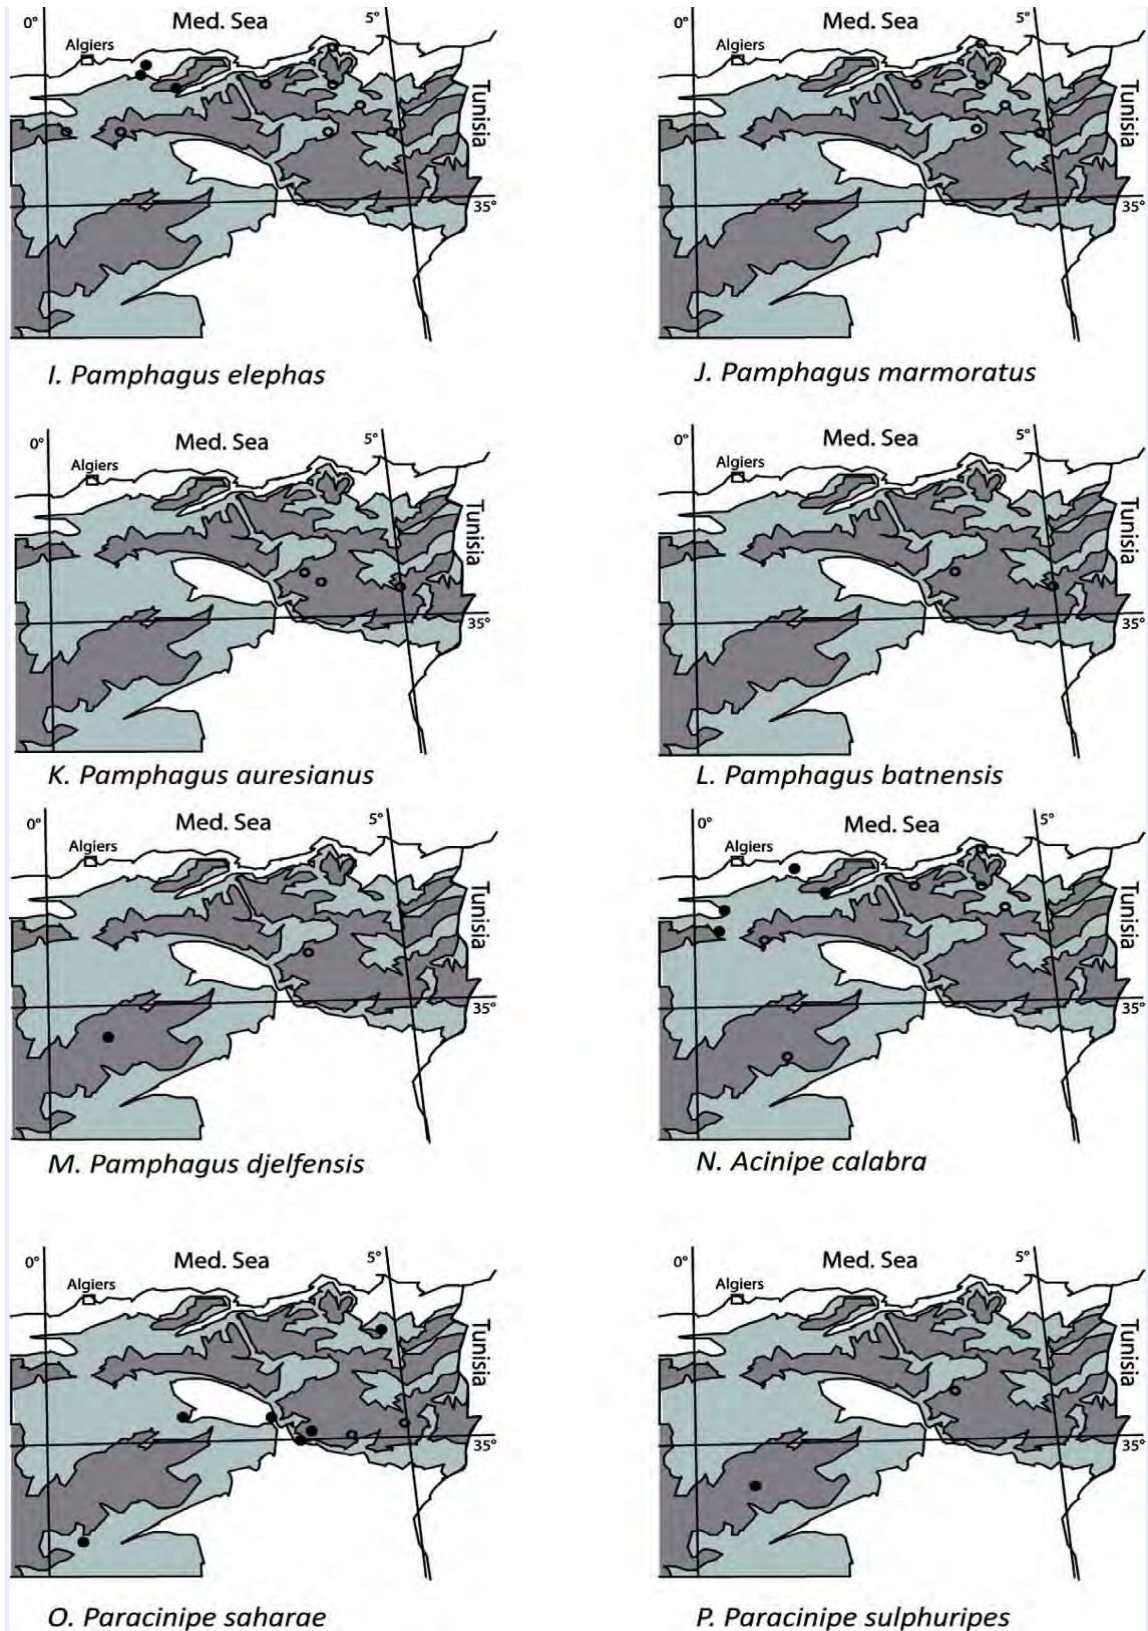 0° Med. Sea 5°
Algiers
Tunisia
35°
I. Pamphagus elephas
0° Med. Sea 5°
Algiers
Tunisia
35°
J. Pamphagus marmoratus
0° Med. Sea 5°
Algiers
Tunisia
35°
K. Pamphagus auresianus
0° Med. Sea 5°
Algiers
Tunisia
35°
L. Pamphagus batnensis
0° Med. Sea 5°
Algiers
Tunisia
35°
M. Pamphagus djelfensis
0° Med. Sea 5°
Algiers
Tunisia
35°
N. Acinipe calabra
0° Med. Sea 5°
Algiers
Tunisia
35°
O. Paracinipe saharae
0° Med. Sea 5°
Algiers
Tunisia
35°
P. Paracinipe sulphuripes